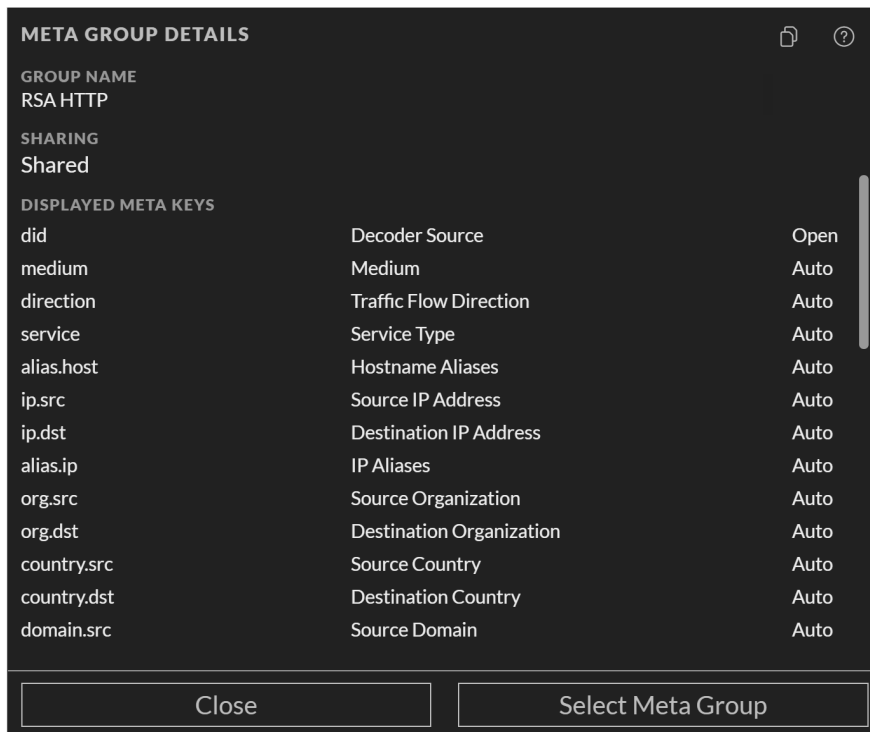 META GROUP DETAILS
GROUP NAME
RSA HTTP
SHARING
Shared
DISPLAYED META KEYS
did Decoder Source Open
medium Medium Auto
direction Traffic Flow Direction Auto
service Service Type Auto
alias.host Hostname Aliases Auto
ip.src Source IP Address Auto
ip.dst Destination IP Address Auto
alias.ip IP Aliases Auto
org.src Source Organization Auto
org.dst Destination Organization Auto
country.src Source Country Auto
country.dst Destination Country Auto
domain.src Source Domain Auto
Close Select Meta Group